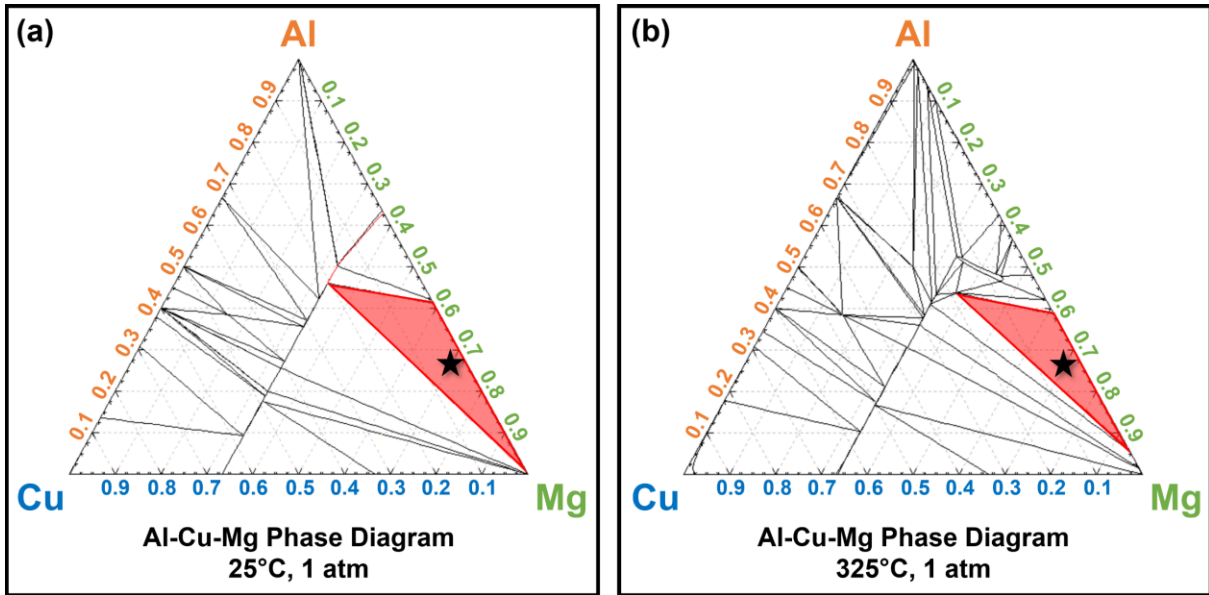 (a)
Al
0.9 0.1
0.8 0.2
0.7 0.3
0.6 0.4
0.5 0.5
0.4 0.6
0.3 0.7
0.2 0.8
0.1 0.9
Cu 0.9 0.8 0.7 0.6 0.5 0.4 0.3 0.2 0.1 Mg
Al-Cu-Mg Phase Diagram
25°C, 1 atm
(b)
Al
0.9 0.1
0.8 0.2
0.7 0.3
0.6 0.4
0.5 0.5
0.4 0.6
0.3 0.7
0.2 0.8
0.1 0.9
Cu 0.9 0.8 0.7 0.6 0.5 0.4 0.3 0.2 0.1 Mg
Al-Cu-Mg Phase Diagram
325°C, 1 atm